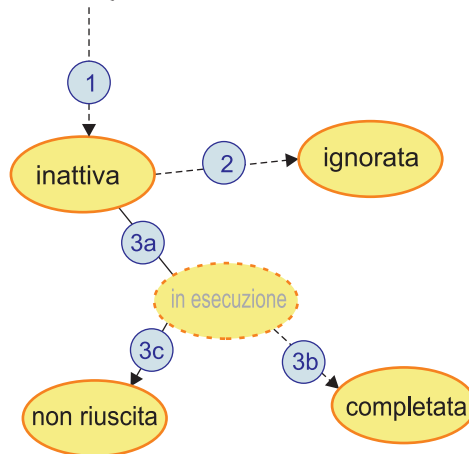 1
inattiva
2
ignorata
3a
in esecuzione
3c
3b
non riuscita
completata